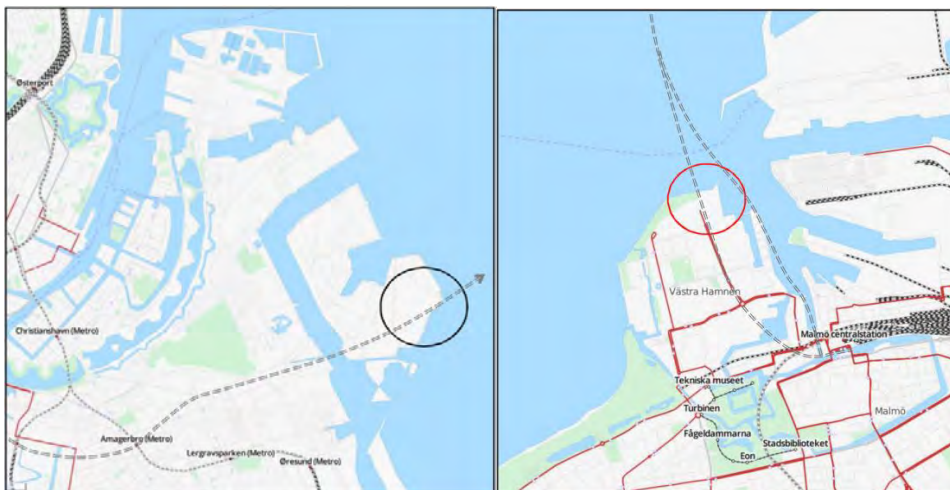 Østerport
Christianshavn (Metro)
Amagerbro (Metro)
Lergravsparken (Metro)
Øresund (Metro)
Västra Hamnen
Malmö centralstation
Tekniska museet
Turbinen
Malmö
Fågeldammarna
Stadsbiblioteket
Eon